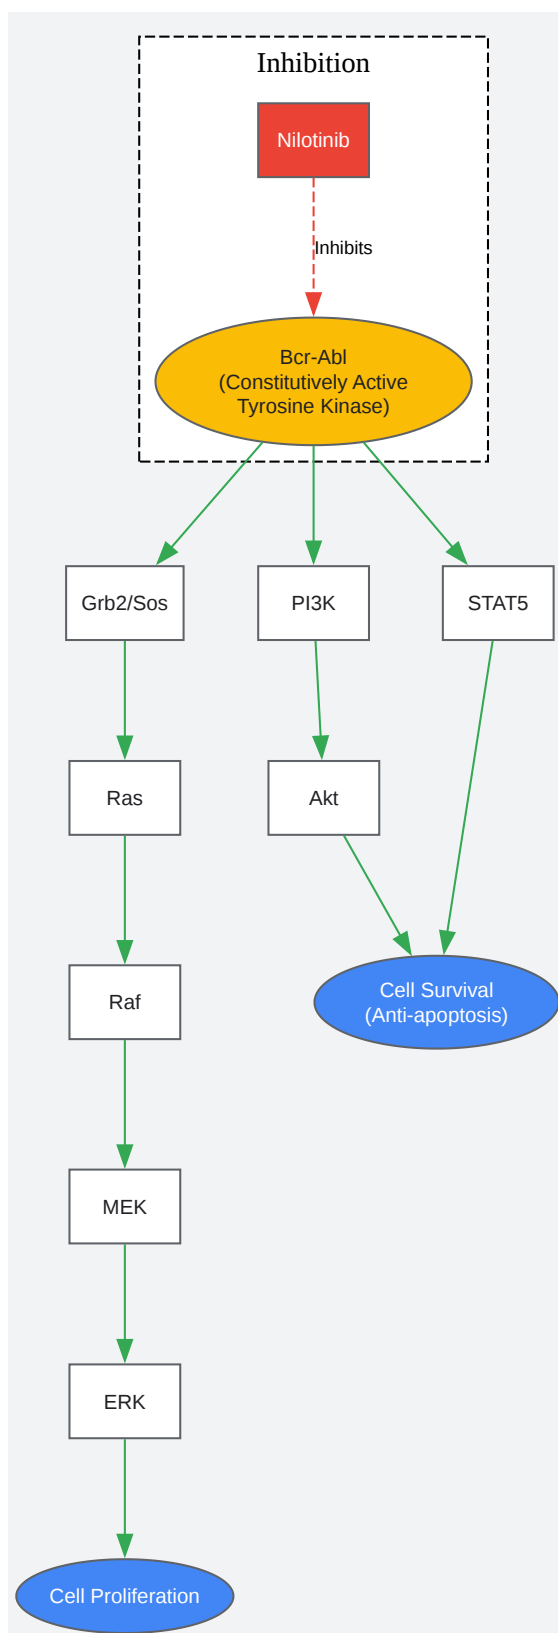 Inhibition
Nilotinib
Inhibits
Bcr-Abl
(Constitutively Active
Tyrosine Kinase)
Grb2/Sos
PI3K
STAT5
Ras
Akt
Raf
Cell Survival
(Anti-apoptosis)
MEK
ERK
Cell Proliferation